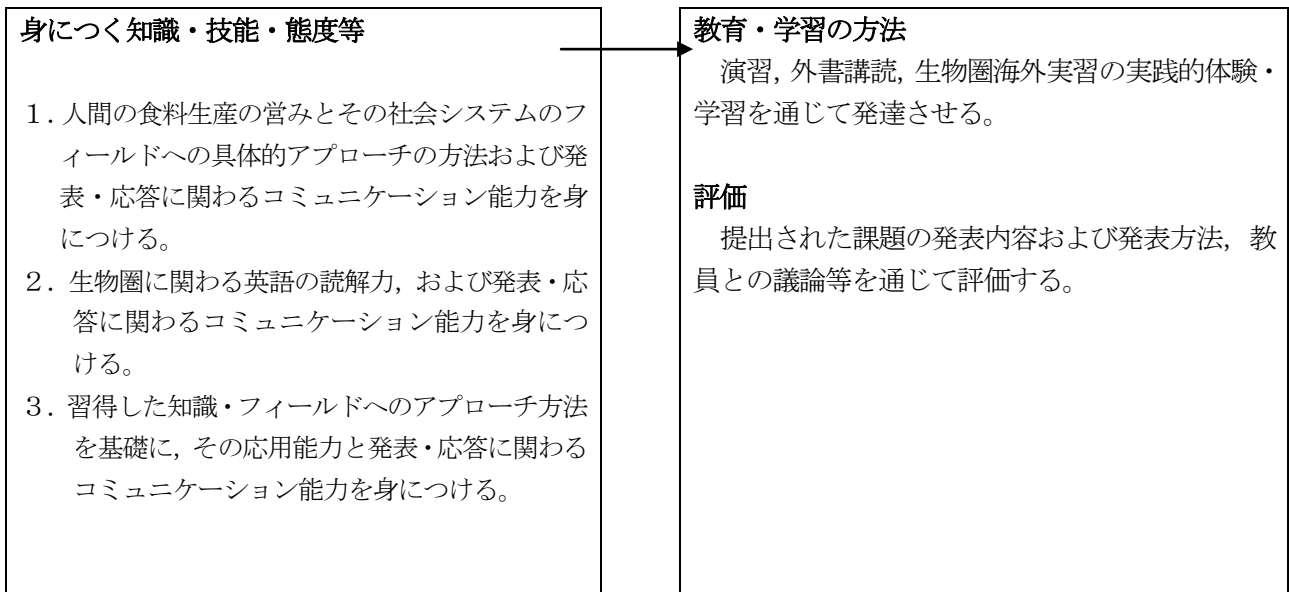 身につく知識・技能・態度等
1．人間の食料生産の営みとその社会システムのフ
ィールドへの具体的アプローチの方法および発
表・応答に関わるコミュニケーション能力を身
につける。
2．生物圏に関わる英語の読解力，および発表・応
答に関わるコミュニケーション能力を身につ
ける。
3．習得した知識・フィールドへのアプローチ方法
を基礎に，その応用能力と発表・応答に関わる
コミュニケーション能力を身につける。
教育・学習の方法
演習，外書講読，生物圏海外実習の実践的体験・
学習を通じて発達させる。
評価
提出された課題の発表内容および発表方法，教
員との議論等を通じて評価する。